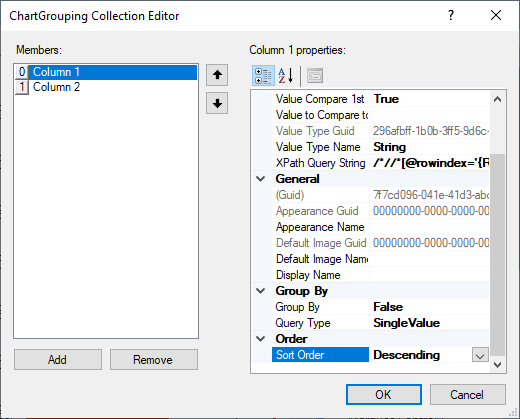 ChartGrouping Collection Editor
Members:
0 Column 1
1 Column 2
Add Remove
Column 1 properties:
Value Compare 1st True
Value to Compare to
Value Type Guid 296afbff-1b0b-3ff5-9d6c-
Value Type Name String
XPath Query String /*//*[@rowindex='{R
General
(Guid) 7f7cd096-041e-41d3-abc
Appearance Guid 00000000-0000-0000-00
Appearance Name
Default Image Guid 00000000-0000-0000-00
Default Image Name
Display Name
Group By
Group By False
Query Type SingleValue
Order
Sort Order Descending
OK Cancel